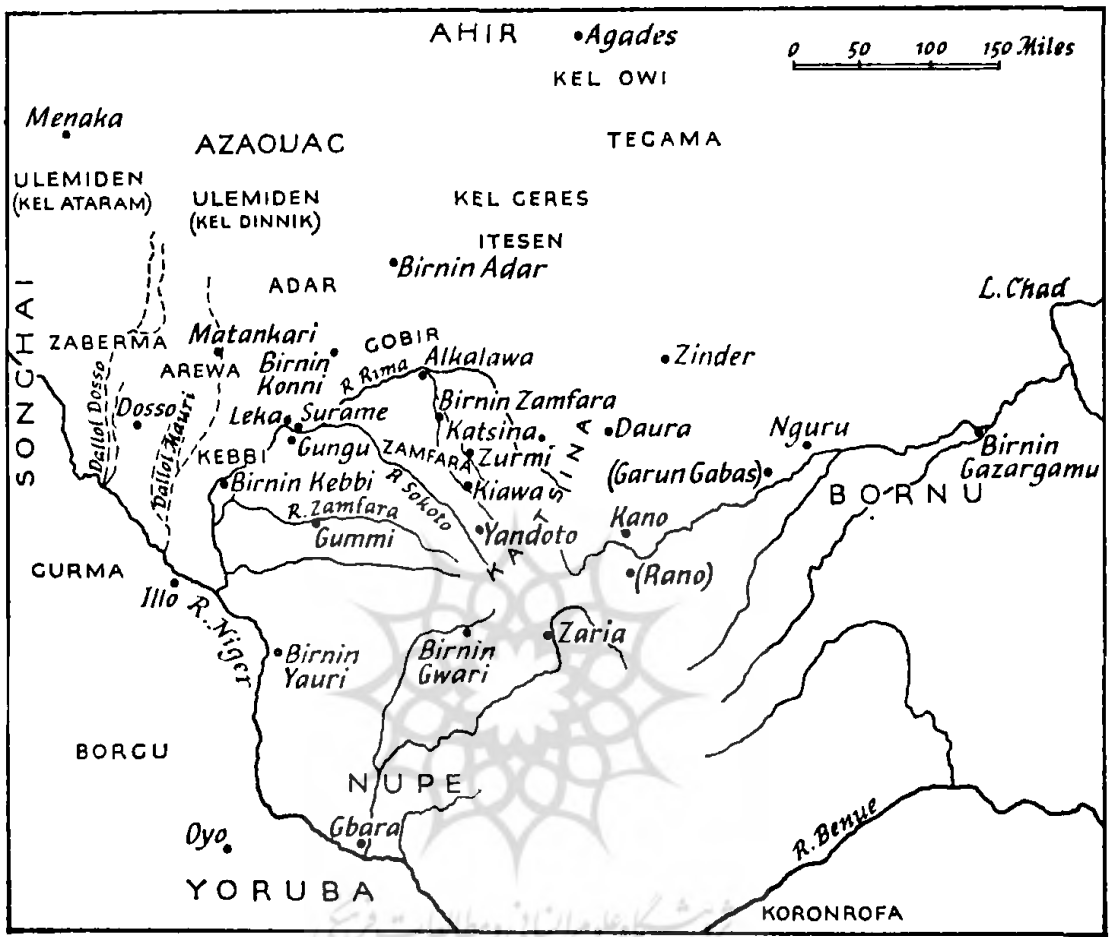 AHIR
Agades
0 50 100 150 Miles
KEL OWI
Menaka
AZAOUAC
TEGAMA
ULEMIDEN
(KEL ATARAM)
ULEMIDEN
(KEL DINNIK)
KEL GERES
ITESEN
Birnin Adar
ADAR
L. Chad
SONGHAI
ZABERMA
Matankari
GOBIR
Birnin
Konni
R. Rima
Alkalawa
Zinder
AREWA
Dallol Dosso
Dosso
Dallol Mauri
Leka
Surame
Birnin Zamfara
Katsina
Daura
Nguru
Birnin
Gazargamu
Gungu
ZAMFARA
Zurmi
(Garun Gabas)
KEBBI
Birnin Kebbi
R. Sokoto
Kiawa
KATSINA
BORNU
R. Zamfara
Gummi
Yandoto
Kano
GURMA
Illo
(Rano)
R. Niger
Birnin
Yauri
Birnin
Gwari
Zaria
BORGU
NUPE
Oyo
Gbara
R. Benue
YORUBA
KORONROFA